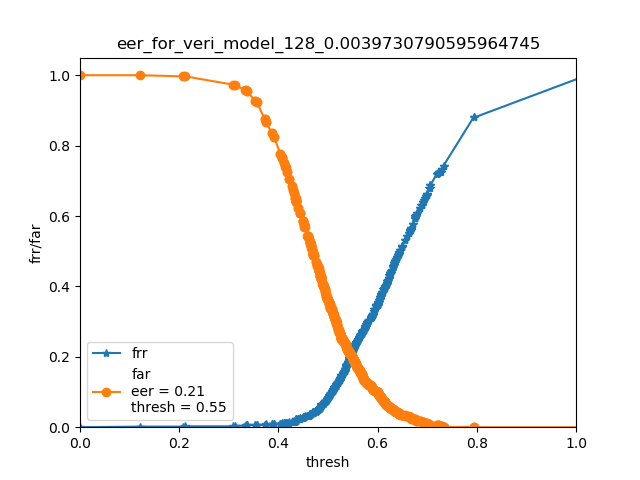 eer_for_veri_model_128_0.0039730790595964745
frr/far
1.0
0.8
0.6
0.4
0.2
0.0
frr
far
eer = 0.21
thresh = 0.55
0.0 0.2 0.4 0.6 0.8 1.0
thresh